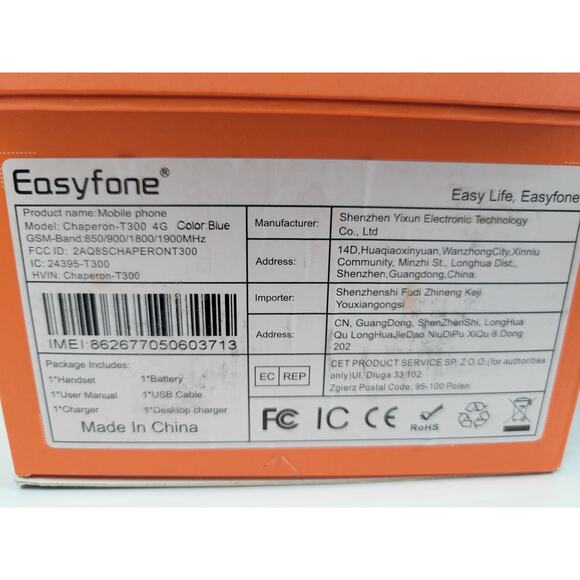 Easyfone®
Easy Life, Easyfone
Product name:Mobile phone
Model: Chaperon-T300 4G Color:Blue
GSM-Band:850/900/1800/1900MHz
FCC ID: 2AQ8SCHAPERONT300
IC: 24395-T300
HVIN: Chaperon-T300
IMEI:862677050603713
Package Includes:
1*Handset 1*Battery
1*User Manual 1*USB Cable
1*Charger 1*Desktop charger
Made In China
Manufacturer: Shenzhen Yixun Electronic Technology
Co., Ltd
Address: 14D,Huaqiaoxinyuan,WanzhongCity,Xinniu
Community, Minzhi St., Longhua Dist.,
Shenzhen,Guangdong,China.
Importer: Shenzhenshi Fudi Zhineng Keji
Youxiangongsi
Address: CN, GuangDong, ShenZhenShi, LongHua
Qu LongHuaJieDao NiuDiPu XiQu 6 Dong
202
EC REP CET PRODUCT SERVICE SP. Z O.O.(for authorities
only)Ul. Dluga 33 102
Zgierz Postal Code: 95-100 Polen
FC IC CE RoHS